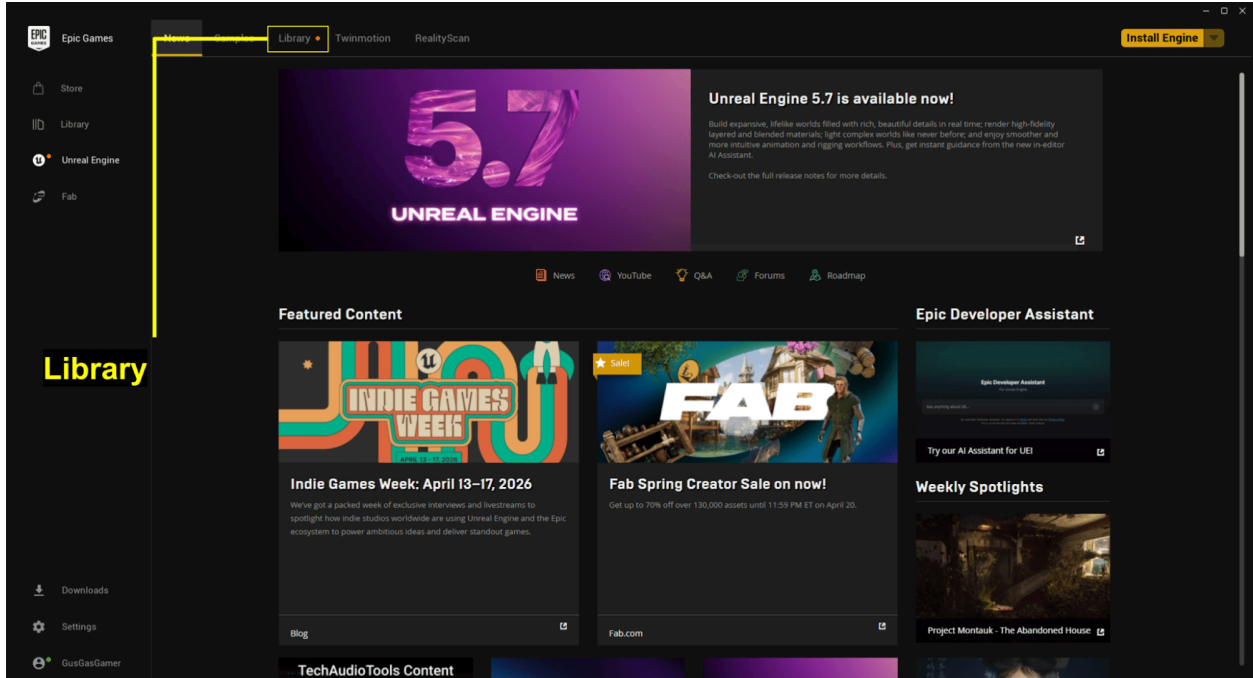 EPIC
GAMES
Epic Games
News
Samples
Library
Twinmotion
RealityScan
Install Engine
Store
Library
Unreal Engine
Fab
5.7
UNREAL ENGINE
Unreal Engine 5.7 is available now!
Build expansive, lifelike worlds filled with rich, beautiful details in real time; render high-fidelity
layered and blended materials; light complex worlds like never before; and enjoy smoother and
more intuitive animation and rigging workflows. Plus, get instant guidance from the new in-editor
AI Assistant.
Check-out the full release notes for more details.
News
YouTube
Q&A
Forums
Roadmap
Library
Featured Content
INDIE GAMES
WEEK
APRIL 13-17, 2026
Indie Games Week: April 13–17, 2026
We've got a packed week of exclusive interviews and livestreams to
spotlight how indie studios worldwide are using Unreal Engine and the Epic
ecosystem to power ambitious ideas and deliver standout games.
Blog
Sale!
FAB
Fab Spring Creator Sale on now!
Get up to 70% off over 130,000 assets until 11:59 PM ET on April 20.
Fab.com
Epic Developer Assistant
Epic Developer Assistant
Try our AI Assistant for UE!
Weekly Spotlights
Project Montauk - The Abandoned House
Downloads
Settings
GusGasGamer
TechAudioTools Content